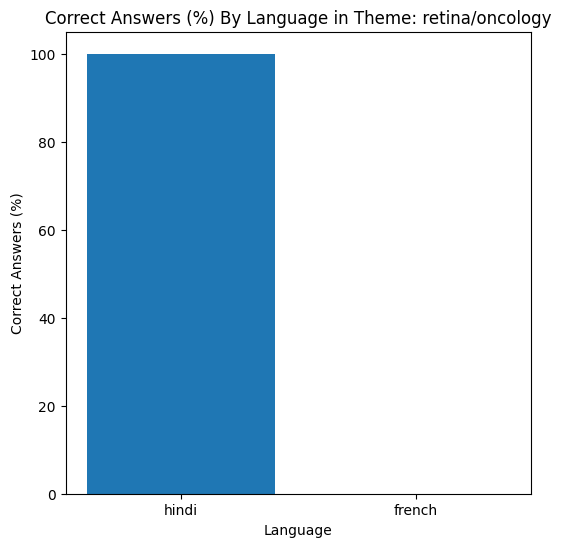 Correct Answers (%) By Language in Theme: retina/oncology
100
80
60
40
20
0
Correct Answers (%)
hindi french
Language